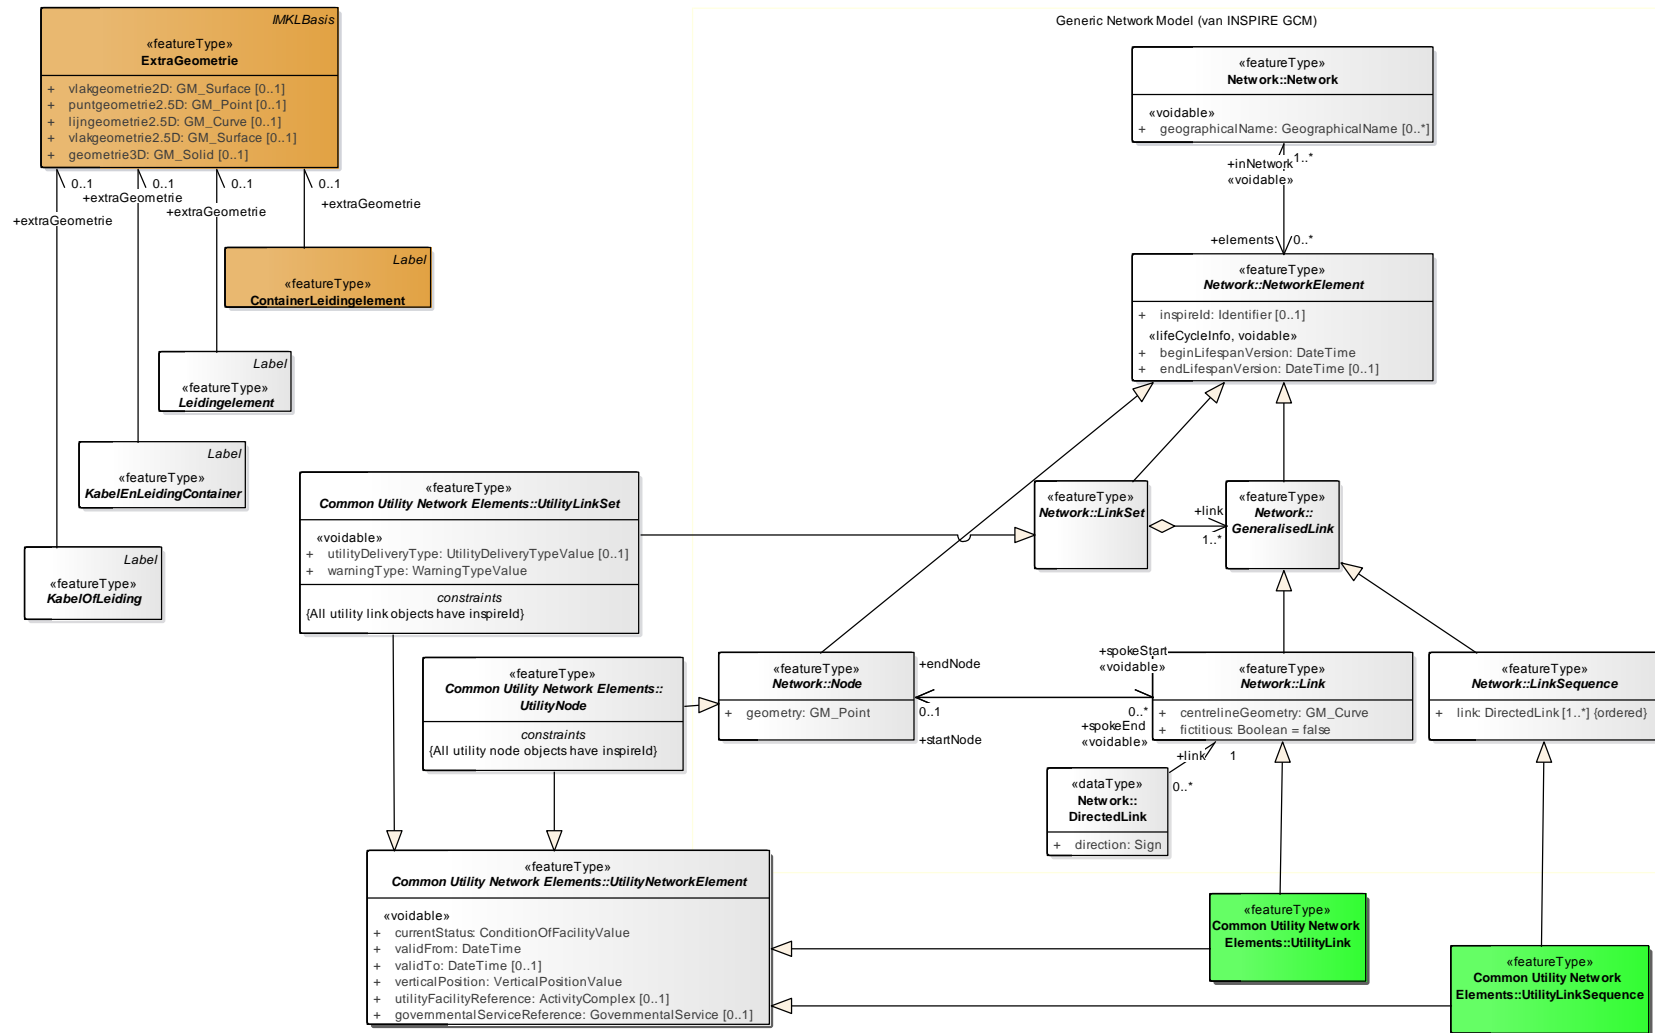 Generic Network Model (van INSPIRE GCM)
IMKLBasis
«featureType»
ExtraGeometrie
+ vlakgeometrie2D: GM_Surface [0..1]
+ puntgeometrie2.5D: GM_Point [0..1]
+ lijngeometrie2.5D: GM_Curve [0..1]
+ vlakgeometrie2.5D: GM_Surface [0..1]
+ geometrie3D: GM_Solid [0..1]
0..1
0..1
0..1
0..1
+extraGeometrie
+extraGeometrie
+extraGeometrie
+extraGeometrie
Label
«featureType»
ContainerLeidingelement
Label
«featureType»
Leidingelement
Label
«featureType»
KabelEnLeidingContainer
Label
«featureType»
KabelOfLeiding
«featureType»
Network::Network
«voidable»
+ geographicalName: GeographicalName [0..*]
+inNetwork
1..*
«voidable»
+elements
0..*
«featureType»
Network::NetworkElement
+ inspireId: Identifier [0..1]
«lifeCycleInfo, voidable»
+ beginLifespanVersion: DateTime
+ endLifespanVersion: DateTime [0..1]
«featureType»
Common Utility Network Elements::UtilityLinkSet
«voidable»
+ utilityDeliveryType: UtilityDeliveryTypeValue [0..1]
+ warningType: WarningTypeValue
constraints
{All utility link objects have inspireId}
«featureType»
Network::LinkSet
+link
1..*
«featureType»
Network::
GeneralisedLink
«featureType»
Common Utility Network Elements::
UtilityNode
constraints
{All utility node objects have inspireId}
«featureType»
Network::Node
+ geometry: GM_Point
+endNode
0..1
+startNode
+spokeStart
«voidable»
0..*
+spokeEnd
«voidable»
«featureType»
Network::Link
+ centrelineGeometry: GM_Curve
+ fictitious: Boolean = false
«featureType»
Network::LinkSequence
+ link: DirectedLink [1..*] {ordered}
+link
1
0..*
«dataType»
Network::
DirectedLink
+ direction: Sign
«featureType»
Common Utility Network Elements::UtilityNetworkElement
«voidable»
+ currentStatus: ConditionOfFacilityValue
+ validFrom: DateTime
+ validTo: DateTime [0..1]
+ verticalPosition: VerticalPositionValue
+ utilityFacilityReference: ActivityComplex [0..1]
+ governmentalServiceReference: GovernmentalService [0..1]
«featureType»
Common Utility Network
Elements::UtilityLink
«featureType»
Common Utility Network
Elements::UtilityLinkSequence